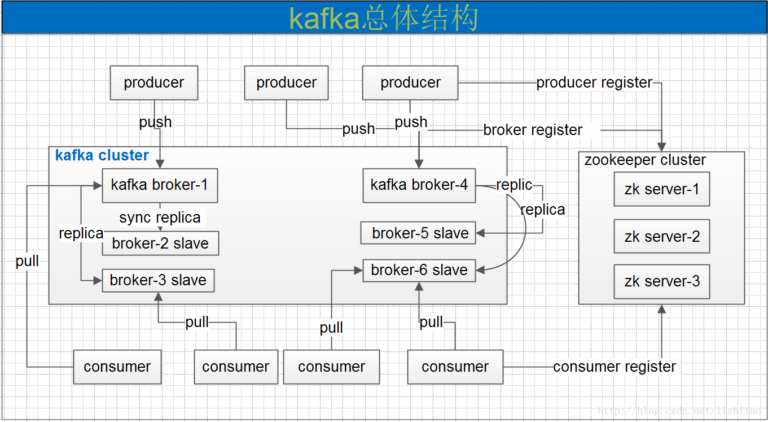 kafka总体结构
producer
producer
producer
producer register
push
push
push
broker register
kafka cluster
zookeeper cluster
kafka broker-1
kafka broker-4
replic
zk server-1
sync replica
replica
replica
broker-2 slave
broker-5 slave
zk server-2
pull
broker-3 slave
broker-6 slave
zk server-3
pull
pull
pull
consumer
consumer
consumer
consumer
consumer register
http://blog.csdn.net/lizhitao